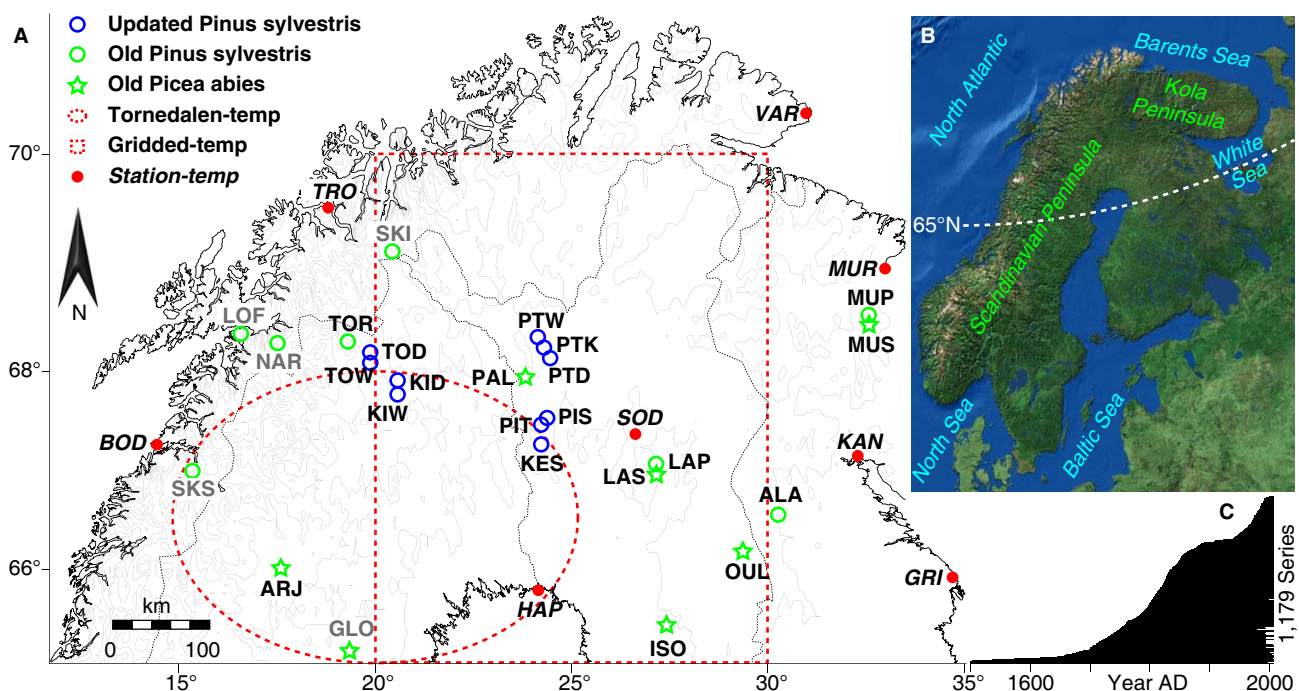 A
Updated Pinus sylvestris
Old Pinus sylvestris
Old Picea abies
Tornedalen-temp
Gridded-temp
Station-temp
70°
68°
66°
N
VAR
TRO
SKI
MUR
MUP
MUS
LOF
NAR
TOR
TOD
TOW
KID
KIW
PTW
PTK
PTD
PAL
PIS
PIT
KES
SOD
BOD
SKS
LAP
LAS
KAN
ALA
OUL
ARJ
GLO
HAP
ISO
GRI
km
0 100
15° 20° 25° 30° 35°
B
North Atlantic
Barents Sea
Kola
Peninsula
White
Sea
65°N
Scandinavian Peninsula
North Sea
Baltic Sea
C
1,179 Series
1600 Year AD 2000